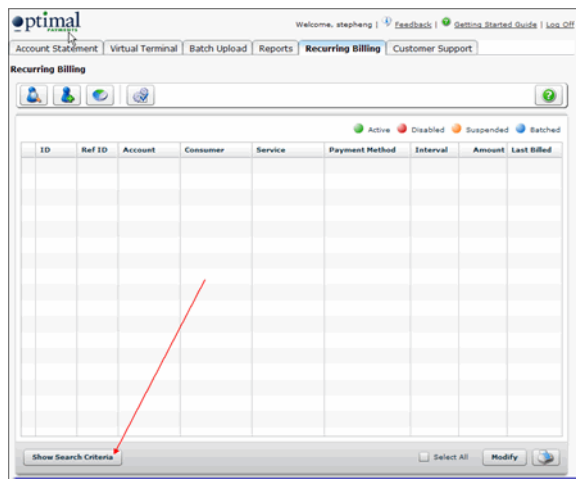 optimal
PAYMENTS
Welcome, stepheng | Feedback | Getting Started Guide | Log Off
Account Statement Virtual Terminal Batch Upload Reports Recurring Billing Customer Support
Recurring Billing
Active Disabled Suspended Batched
ID Ref ID Account Consumer Service Payment Method Interval Amount Last Billed
Show Search Criteria Select All Modify